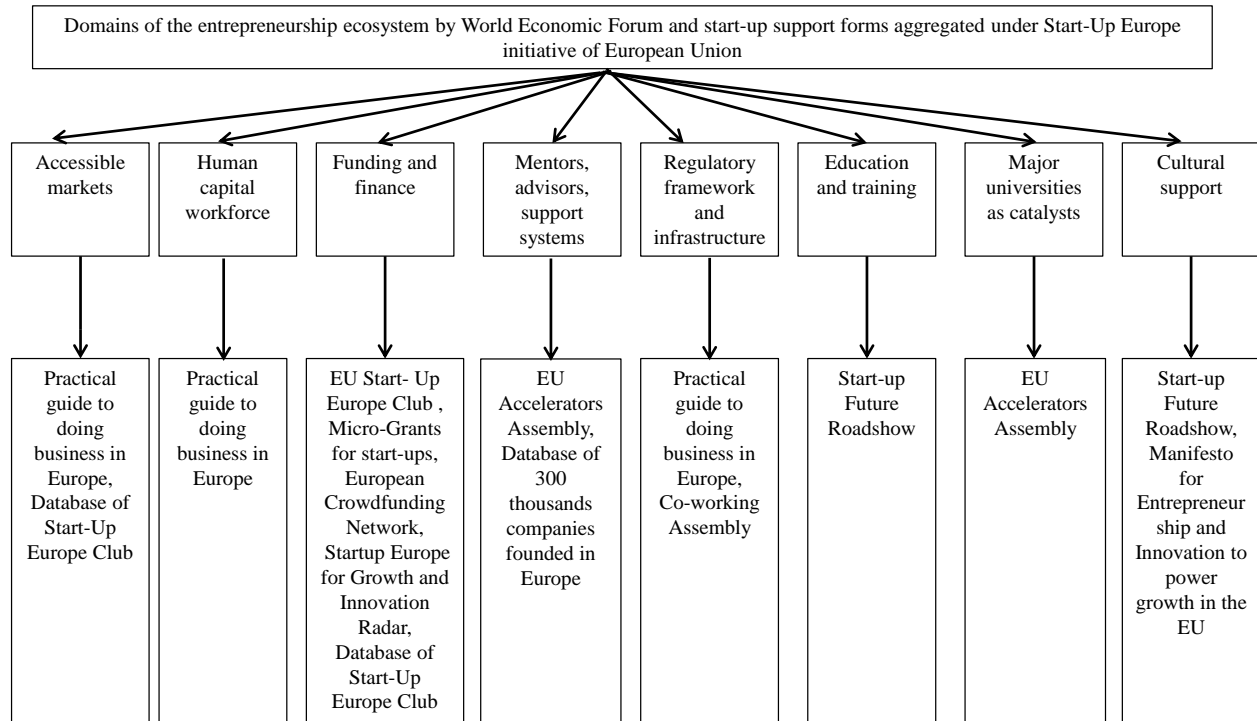 Domains of the entrepreneurship ecosystem by World Economic Forum and start-up support forms aggregated under Start-Up Europe
initiative of European Union
Accessible
markets
Human
capital
workforce
Funding and
finance
Mentors,
advisors,
support
systems
Regulatory
framework
and
infrastructure
Education
and training
Major
universities
as catalysts
Cultural
support
Practical
guide to
doing
business in
Europe,
Database of
Start-Up
Europe Club
Practical
guide to
doing
business in
Europe
EU Start- Up
Europe Club ,
Micro-Grants
for start-ups,
European
Crowdfunding
Network,
Startup Europe
for Growth and
Innovation
Radar,
Database of
Start-Up
Europe Club
EU
Accelerators
Assembly,
Database of
300
thousands
companies
founded in
Europe
Practical
guide to
doing
business in
Europe,
Co-working
Assembly
Start-up
Future
Roadshow
EU
Accelerators
Assembly
Start-up
Future
Roadshow,
Manifesto
for
Entrepreneur
ship and
Innovation to
power
growth in the
EU